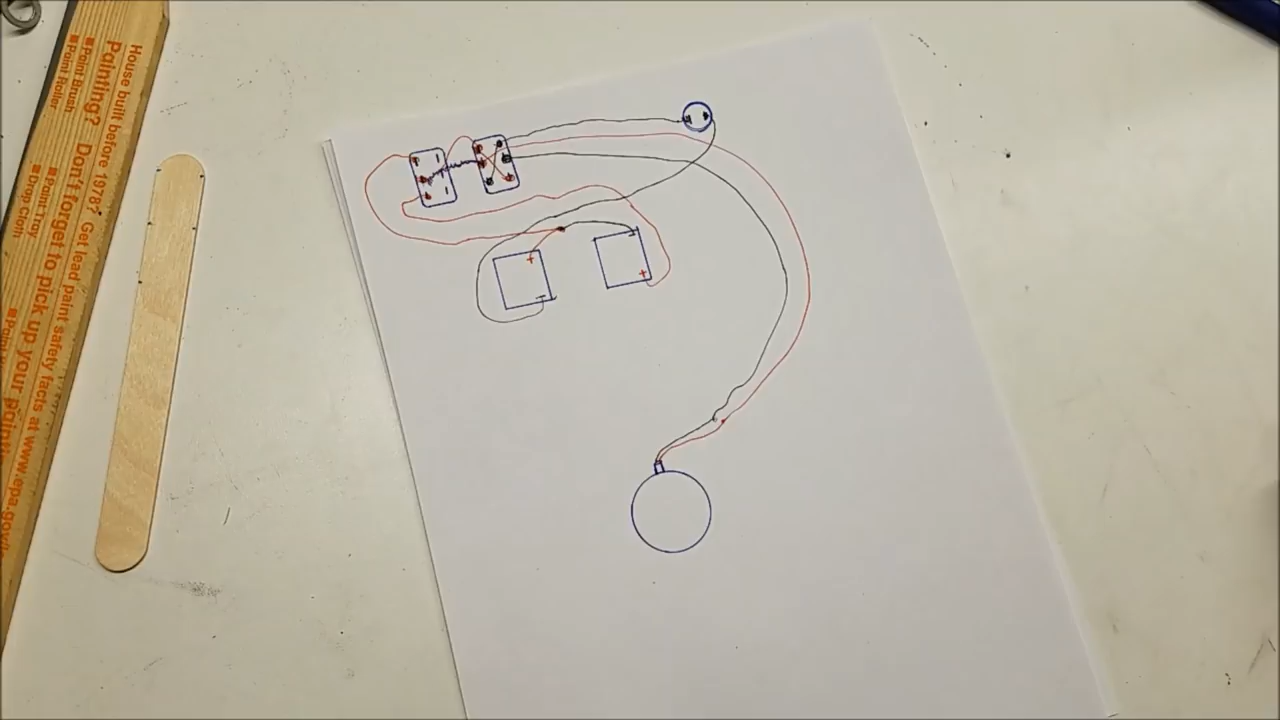 House built before 1978? Get lead paint safety facts at www.epa.gov/
Painting? Don't forget to pick up your
■Paint Brush ■Paint Tray
■Paint Roller ■Drop Cloth
+ -
+ -